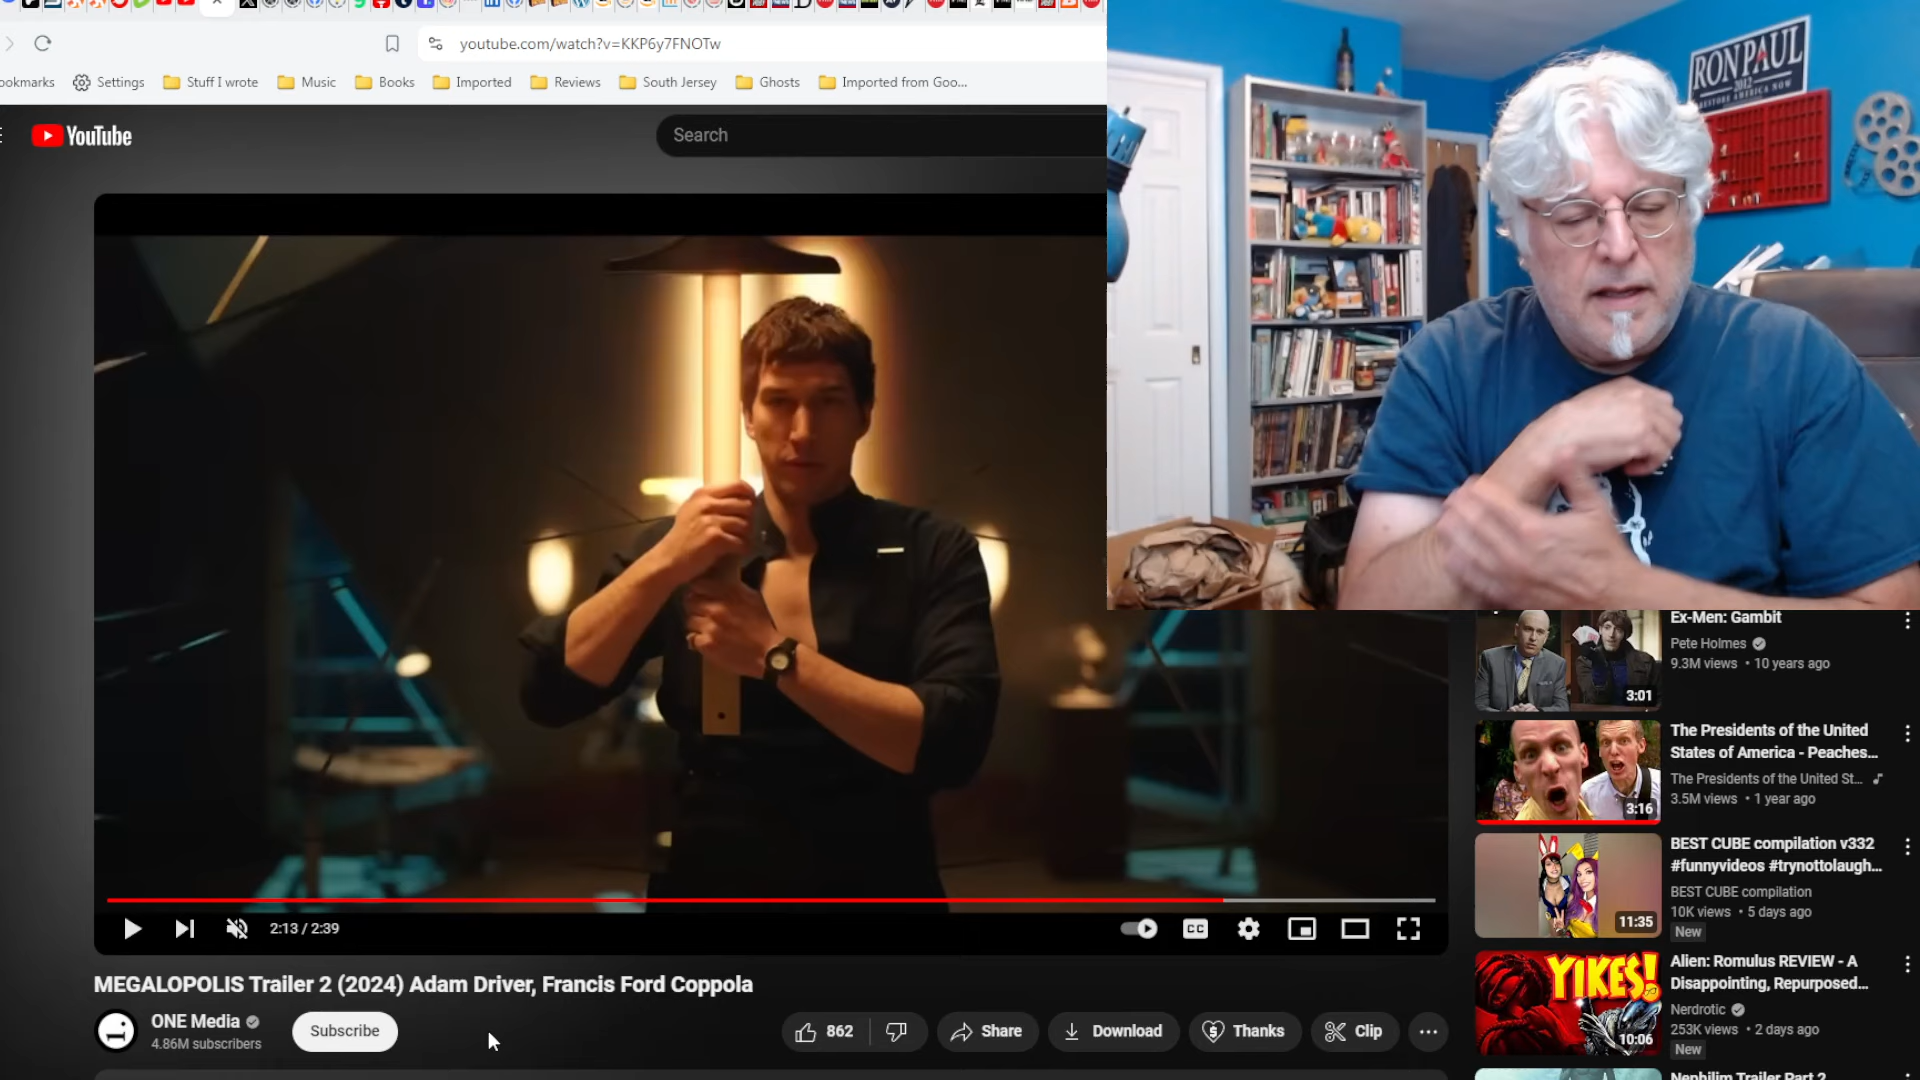 youtube.com/watch?v=KKP6y7FNOTw
ookmarks
Settings
Stuff I wrote
Music
Books
Imported
Reviews
South Jersey
Ghosts
Imported from Goo...
YouTube
Search
RON PAUL
2012
RESTORE AMERICA NOW
2:13 / 2:39
CC
MEGALOPOLIS Trailer 2 (2024) Adam Driver, Francis Ford Coppola
ONE Media
4.86M subscribers
Subscribe
862
Share
Download
Thanks
Clip
Ex-Men: Gambit
Pete Holmes
9.3M views • 10 years ago
3:01
The Presidents of the United
States of America - Peaches...
The Presidents of the United St...
3.5M views • 1 year ago
3:16
BEST CUBE compilation v332
#funnyvideos #trynottolaugh...
BEST CUBE compilation
10K views • 5 days ago
New
11:35
Alien: Romulus REVIEW - A
Disappointing, Repurposed...
Nerdrotic
253K views • 2 days ago
New
YIKES!
10:06
Nephilim Trailer Part 2